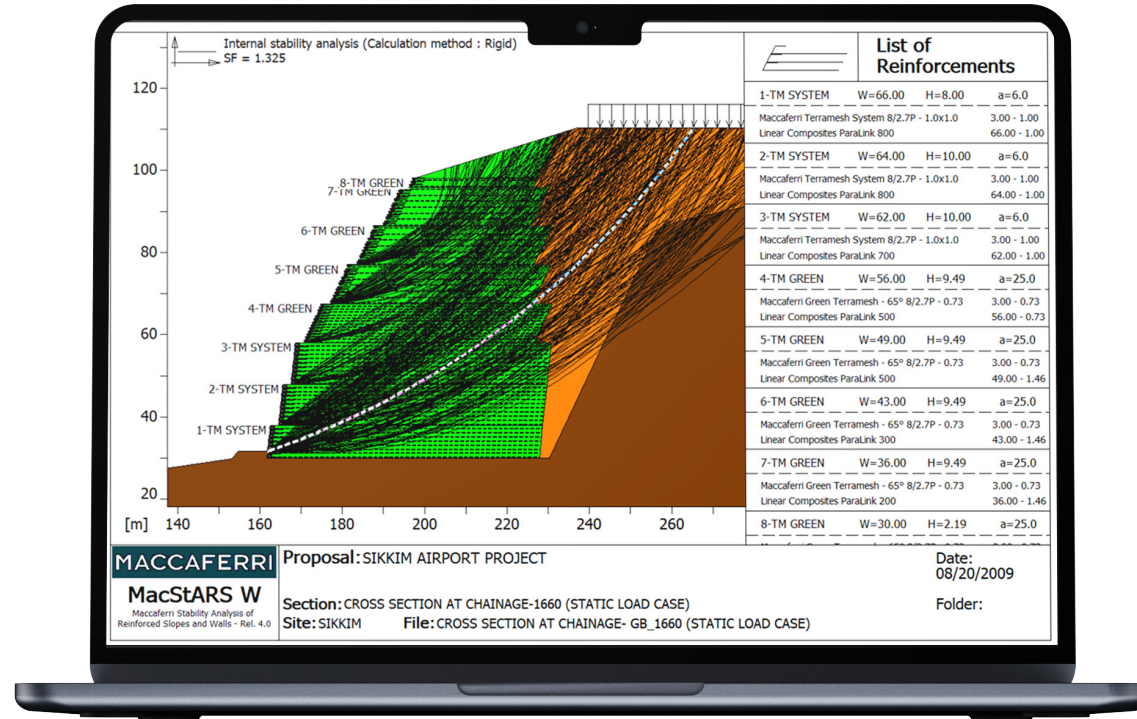 Internal stability analysis (Calculation method : Rigid)
SF = 1.325
120
100
80
60
40
20
[m]
140
160
180
200
220
240
260
8-TM GREEN
7-TM GREEN
6-TM GREEN
5-TM GREEN
4-TM GREEN
3-TM SYSTEM
2-TM SYSTEM
1-TM SYSTEM
List of
Reinforcements
1-TM SYSTEM W=66.00 H=8.00 a=6.0
Maccaferri Terramesh System 8/2.7P - 1.0x1.0 3.00 - 1.00
Linear Composites ParaLink 800 66.00 - 1.00
2-TM SYSTEM W=64.00 H=10.00 a=6.0
Maccaferri Terramesh System 8/2.7P - 1.0x1.0 3.00 - 1.00
Linear Composites ParaLink 800 64.00 - 1.00
3-TM SYSTEM W=62.00 H=10.00 a=6.0
Maccaferri Terramesh System 8/2.7P - 1.0x1.0 3.00 - 1.00
Linear Composites ParaLink 700 62.00 - 1.00
4-TM GREEN W=56.00 H=9.49 a=25.0
Maccaferri Green Terramesh - 65° 8/2.7P - 0.73 3.00 - 0.73
Linear Composites ParaLink 500 56.00 - 0.73
5-TM GREEN W=49.00 H=9.49 a=25.0
Maccaferri Green Terramesh - 65° 8/2.7P - 0.73 3.00 - 0.73
Linear Composites ParaLink 500 49.00 - 1.46
6-TM GREEN W=43.00 H=9.49 a=25.0
Maccaferri Green Terramesh - 65° 8/2.7P - 0.73 3.00 - 0.73
Linear Composites ParaLink 300 43.00 - 1.46
7-TM GREEN W=36.00 H=9.49 a=25.0
Maccaferri Green Terramesh - 65° 8/2.7P - 0.73 3.00 - 0.73
Linear Composites ParaLink 200 36.00 - 1.46
8-TM GREEN W=30.00 H=2.19 a=25.0
MACCAFERRI
MacStARS W
Maccaferri Stability Analysis of
Reinforced Slopes and Walls - Rel. 4.0
Proposal: SIKKIM AIRPORT PROJECT
Section: CROSS SECTION AT CHAINAGE-1660 (STATIC LOAD CASE)
Site: SIKKIM File: CROSS SECTION AT CHAINAGE- GB_1660 (STATIC LOAD CASE)
Date:
08/20/2009
Folder: